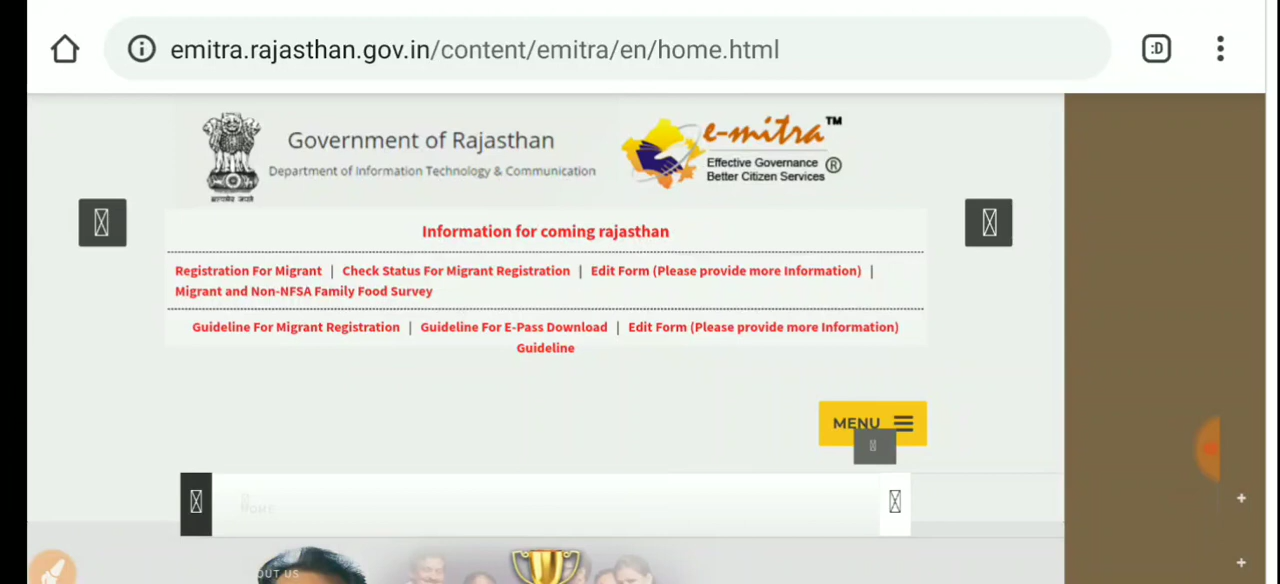 emitra.rajasthan.gov.in/content/emitra/en/home.html
:D
Government of Rajasthan
Department of Information Technology & Communication
e-mitra™
Effective Governance
Better Citizen Services ®
Information for coming rajasthan
Registration For Migrant | Check Status For Migrant Registration | Edit Form (Please provide more Information) |
Migrant and Non-NFSA Family Food Survey
Guideline For Migrant Registration | Guideline For E-Pass Download | Edit Form (Please provide more Information)
Guideline
MENU
OUT US